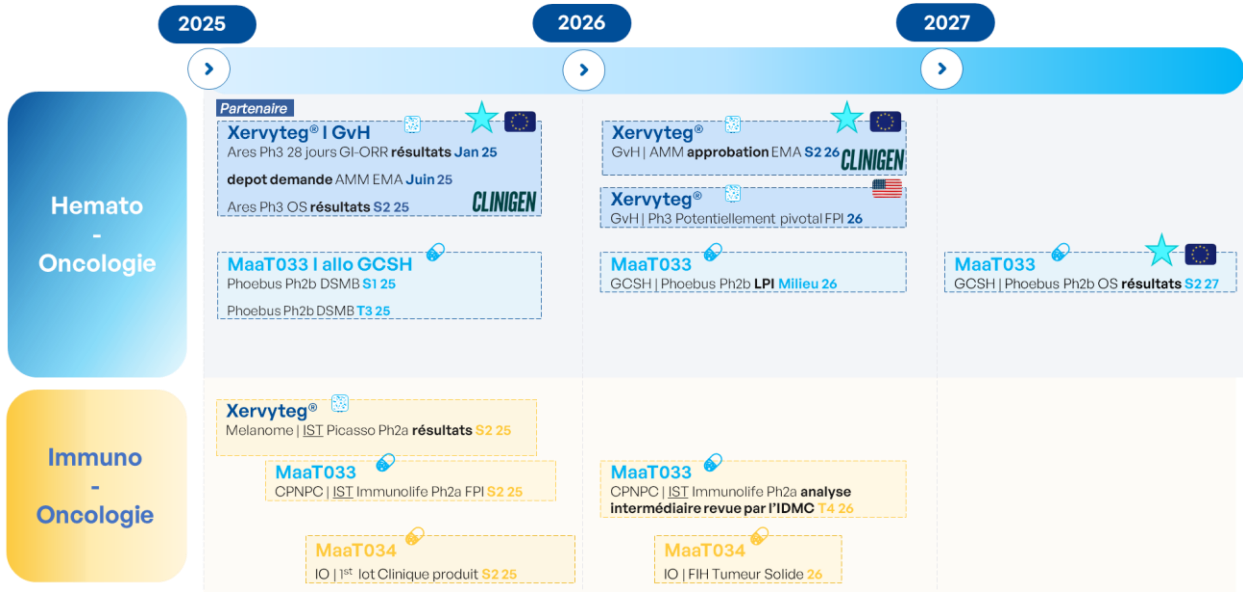 2025
2026
2027
Hemato
-
Oncologie
Partenaire
Xervyteg® I GvH
Ares Ph3 28 jours GI-ORR résultats Jan 25
depot demande AMM EMA Juin 25
Ares Ph3 OS résultats S2 25
CLINIGEN
Xervyteg®
GvH | AMM approbation EMA S2 26
CLINIGEN
Xervyteg®
GvH | Ph3 Potentiellement pivotal FPI 26
MaaT033 I allo GCSH
Phoebus Ph2b DSMB S1 25
Phoebus Ph2b DSMB T3 25
MaaT033
GCSH | Phoebus Ph2b LPI Milieu 26
MaaT033
GCSH | Phoebus Ph2b OS résultats S2 27
Immuno
-
Oncologie
Xervyteg®
Melanome | IST Picasso Ph2a résultats S2 25
MaaT033
CPNPC | IST Immunolife Ph2a FPI S2 25
MaaT033
CPNPC | IST Immunolife Ph2a analyse
intermédiaire revue par l'IDMC T4 26
MaaT034
IO | 1st lot Clinique produit S2 25
MaaT034
IO | FIH Tumeur Solide 26